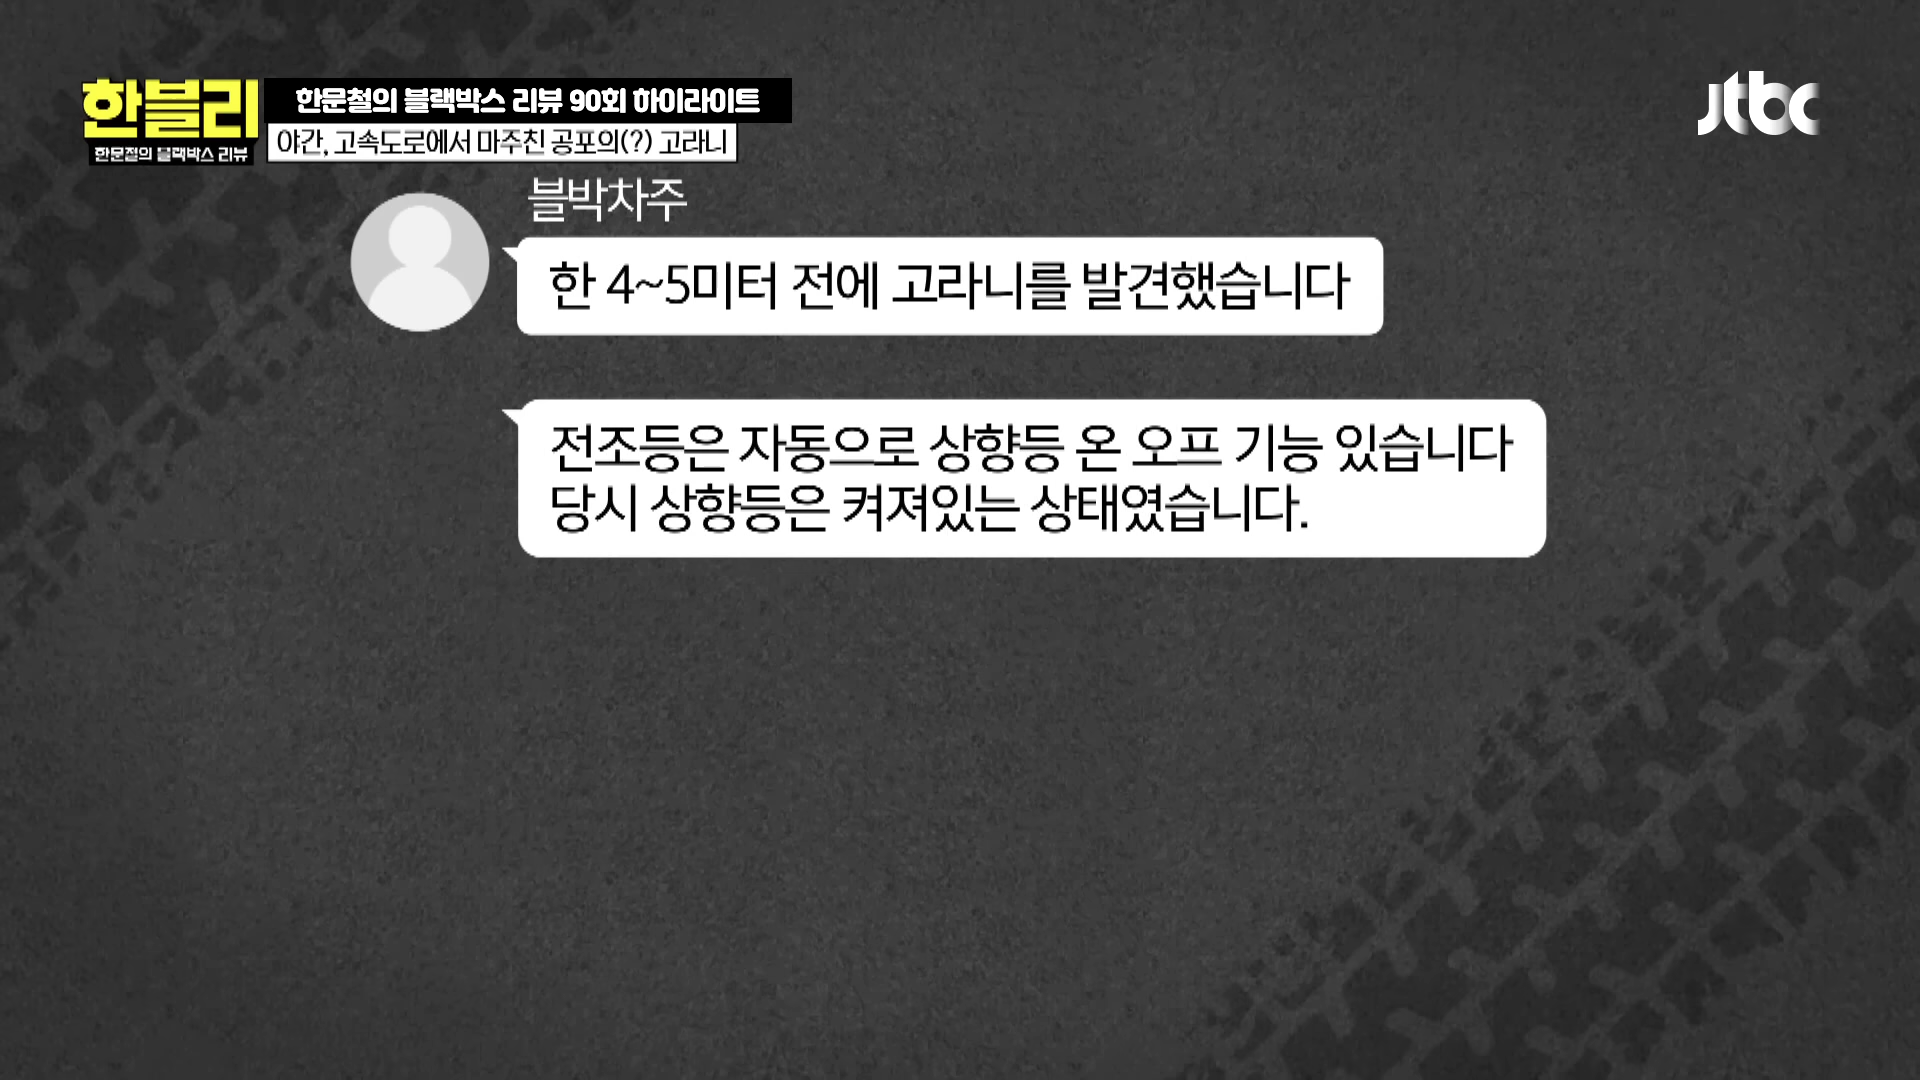 한블리
한문철의 블랙박스 리뷰
한문철의 블랙박스 리뷰 90회 하이라이트
야간, 고속도로에서 마주친 공포의(?) 고라니
jtbc
블박차주
한 4~5미터 전에 고라니를 발견했습니다
전조등은 자동으로 상향등 온 오프 기능 있습니다
당시 상향등은 켜져있는 상태였습니다.